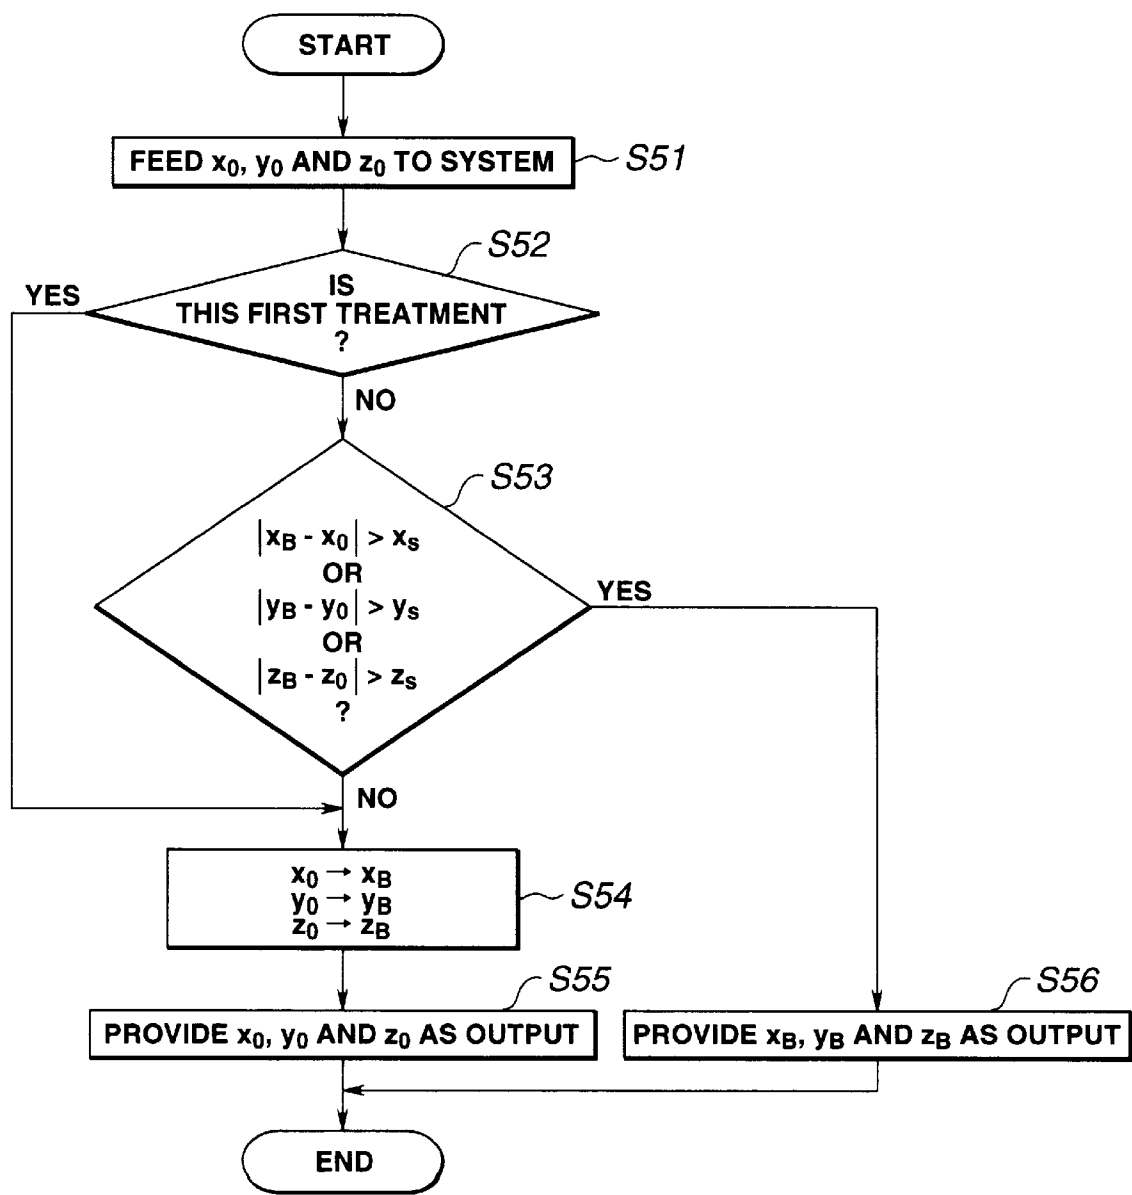 START
FEED x0, y0 AND z0 TO SYSTEM
S51
S52
IS
THIS FIRST TREATMENT
?
YES
NO
S53
|xB - x0| > xs
OR
|yB - y0| > ys
OR
|zB - z0| > zs
?
YES
NO
x0 → xB
y0 → yB
z0 → zB
S54
S55
PROVIDE x0, y0 AND z0 AS OUTPUT
S56
PROVIDE xB, yB AND zB AS OUTPUT
END